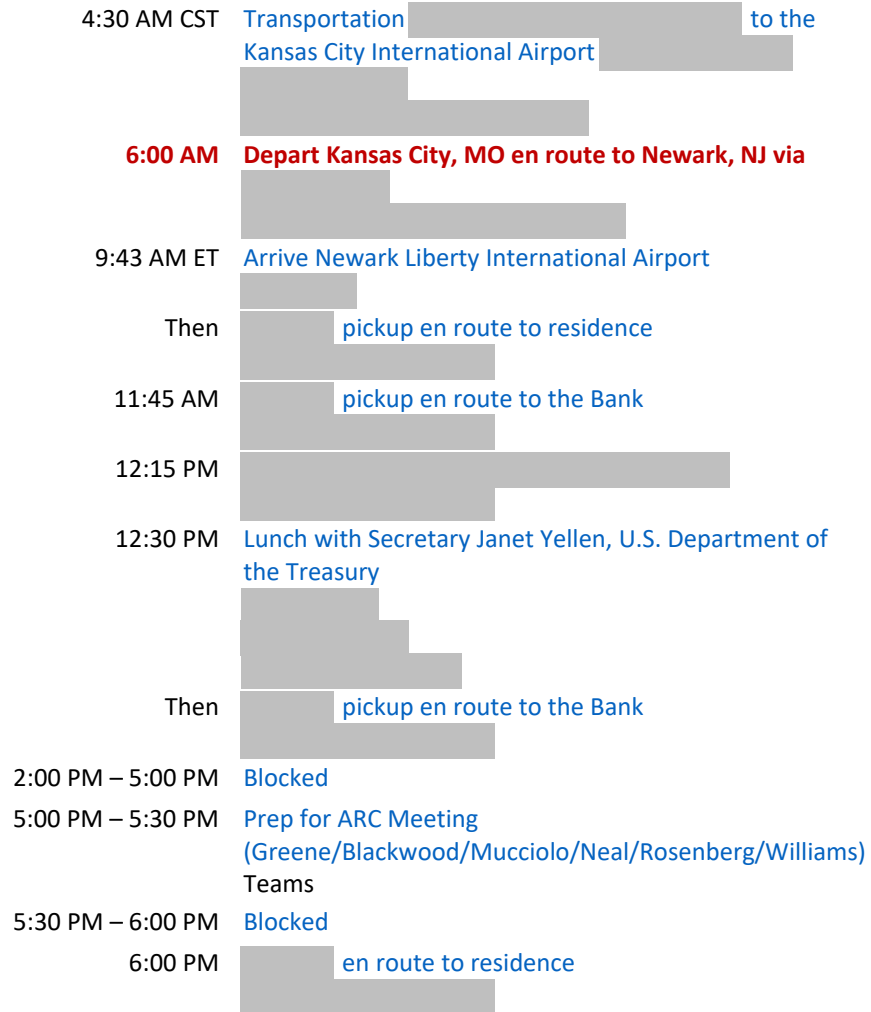 4:30 AM CST Transportation to the
Kansas City International Airport
6:00 AM Depart Kansas City, MO en route to Newark, NJ via
9:43 AM ET Arrive Newark Liberty International Airport
Then pickup en route to residence
11:45 AM pickup en route to the Bank
12:15 PM
12:30 PM Lunch with Secretary Janet Yellen, U.S. Department of
the Treasury
Then pickup en route to the Bank
2:00 PM – 5:00 PM Blocked
5:00 PM – 5:30 PM Prep for ARC Meeting
(Greene/Blackwood/Mucciolo/Neal/Rosenberg/Williams)
Teams
5:30 PM – 6:00 PM Blocked
6:00 PM en route to residence